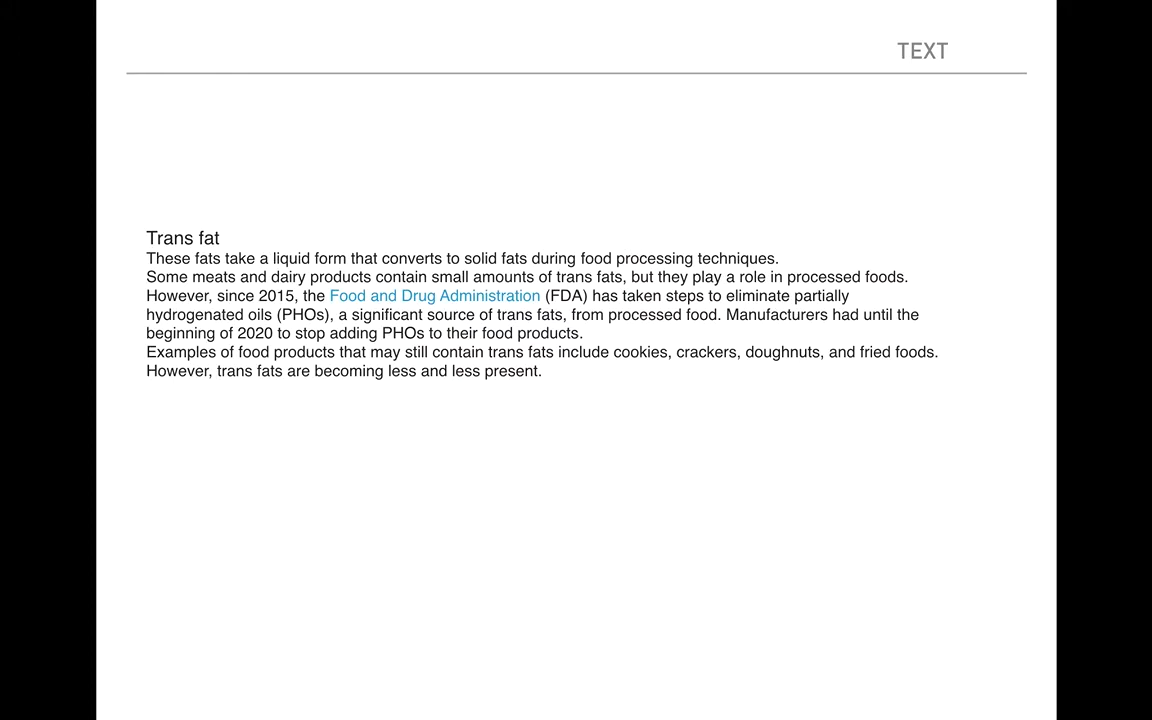 TEXT
Trans fat
These fats take a liquid form that converts to solid fats during food processing techniques.
Some meats and dairy products contain small amounts of trans fats, but they play a role in processed foods.
However, since 2015, the Food and Drug Administration (FDA) has taken steps to eliminate partially
hydrogenated oils (PHOs), a significant source of trans fats, from processed food. Manufacturers had until the
beginning of 2020 to stop adding PHOs to their food products.
Examples of food products that may still contain trans fats include cookies, crackers, doughnuts, and fried foods.
However, trans fats are becoming less and less present.